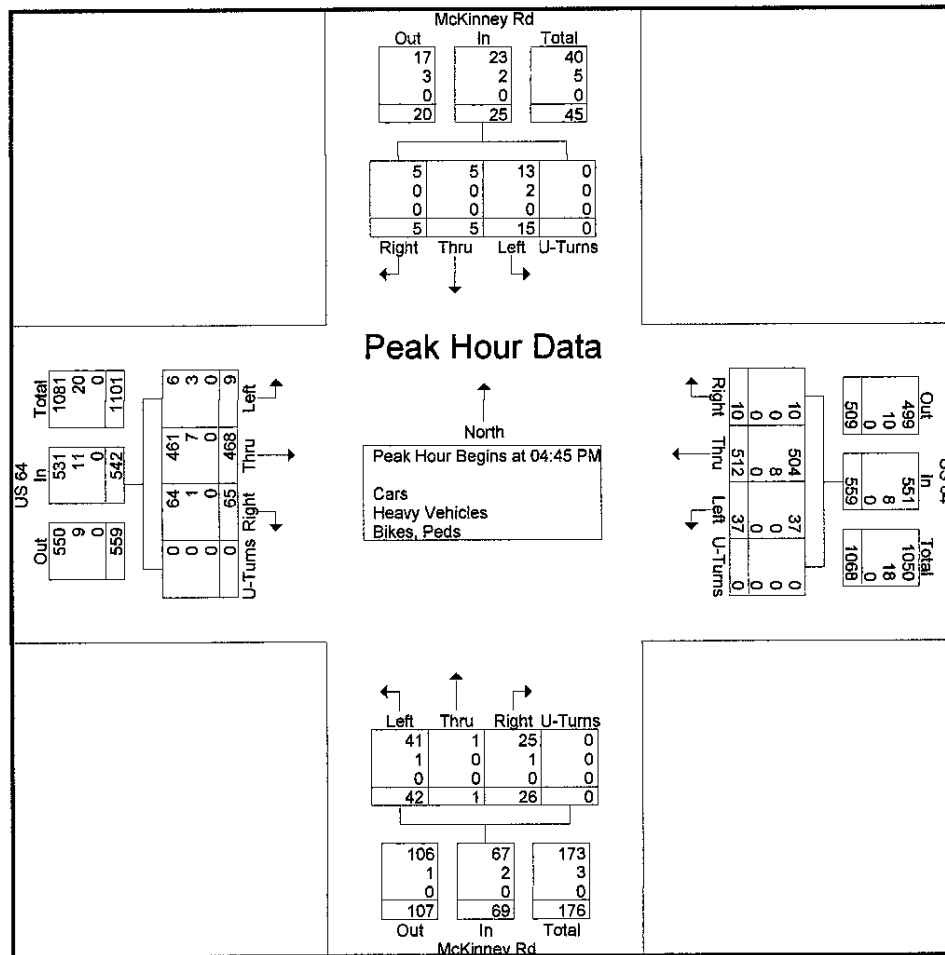 McKinney Rd
Out In Total
17 23 40
3 2 5
0 0 0
20 25 45
5 5 13 0
0 0 2 0
0 0 0 0
5 5 15 0
Right Thru Left U-Turns
Peak Hour Data
North
Peak Hour Begins at 04:45 PM
Cars
Heavy Vehicles
Bikes, Peds
US 64
Total In Out
1081 531 550
20 11 9
0 0 0
1101 542 559
6 461 64 0
3 7 1 0
0 0 0 0
9 468 65 0
Left Thru Right U-Turns
Right Thru Left U-Turns
10 512 37 0
0 0 0 0
0 8 0 0
10 504 37 0
Out In Total
499 551 1050
10 8 18
0 0 0
509 559 1068
Left Thru Right U-Turns
41 1 25 0
1 0 1 0
0 0 0 0
42 1 26 0
106 67 173
1 2 3
0 0 0
107 69 176
Out In Total
McKinney Rd